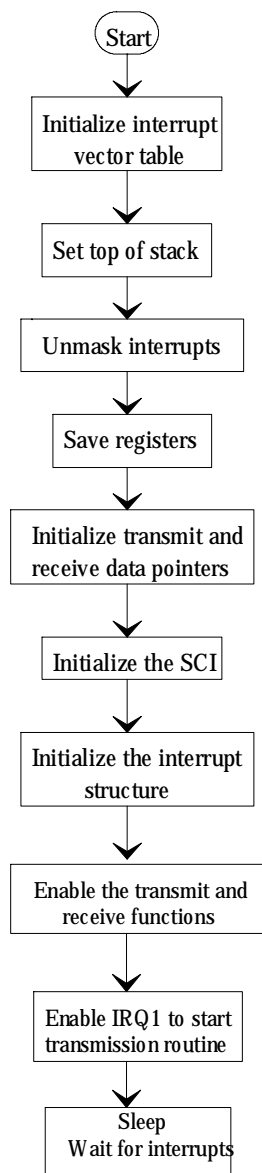 Start
Initialize interrupt
vector table
Set top of stack
Unmask interrupts
Save registers
Initialize transmit and
receive data pointers
Initialize the SCI
Initialize the interrupt
structure
Enable the transmit and
receive functions
Enable IRQ1 to start
transmission routine
Sleep
Wait for interrupts